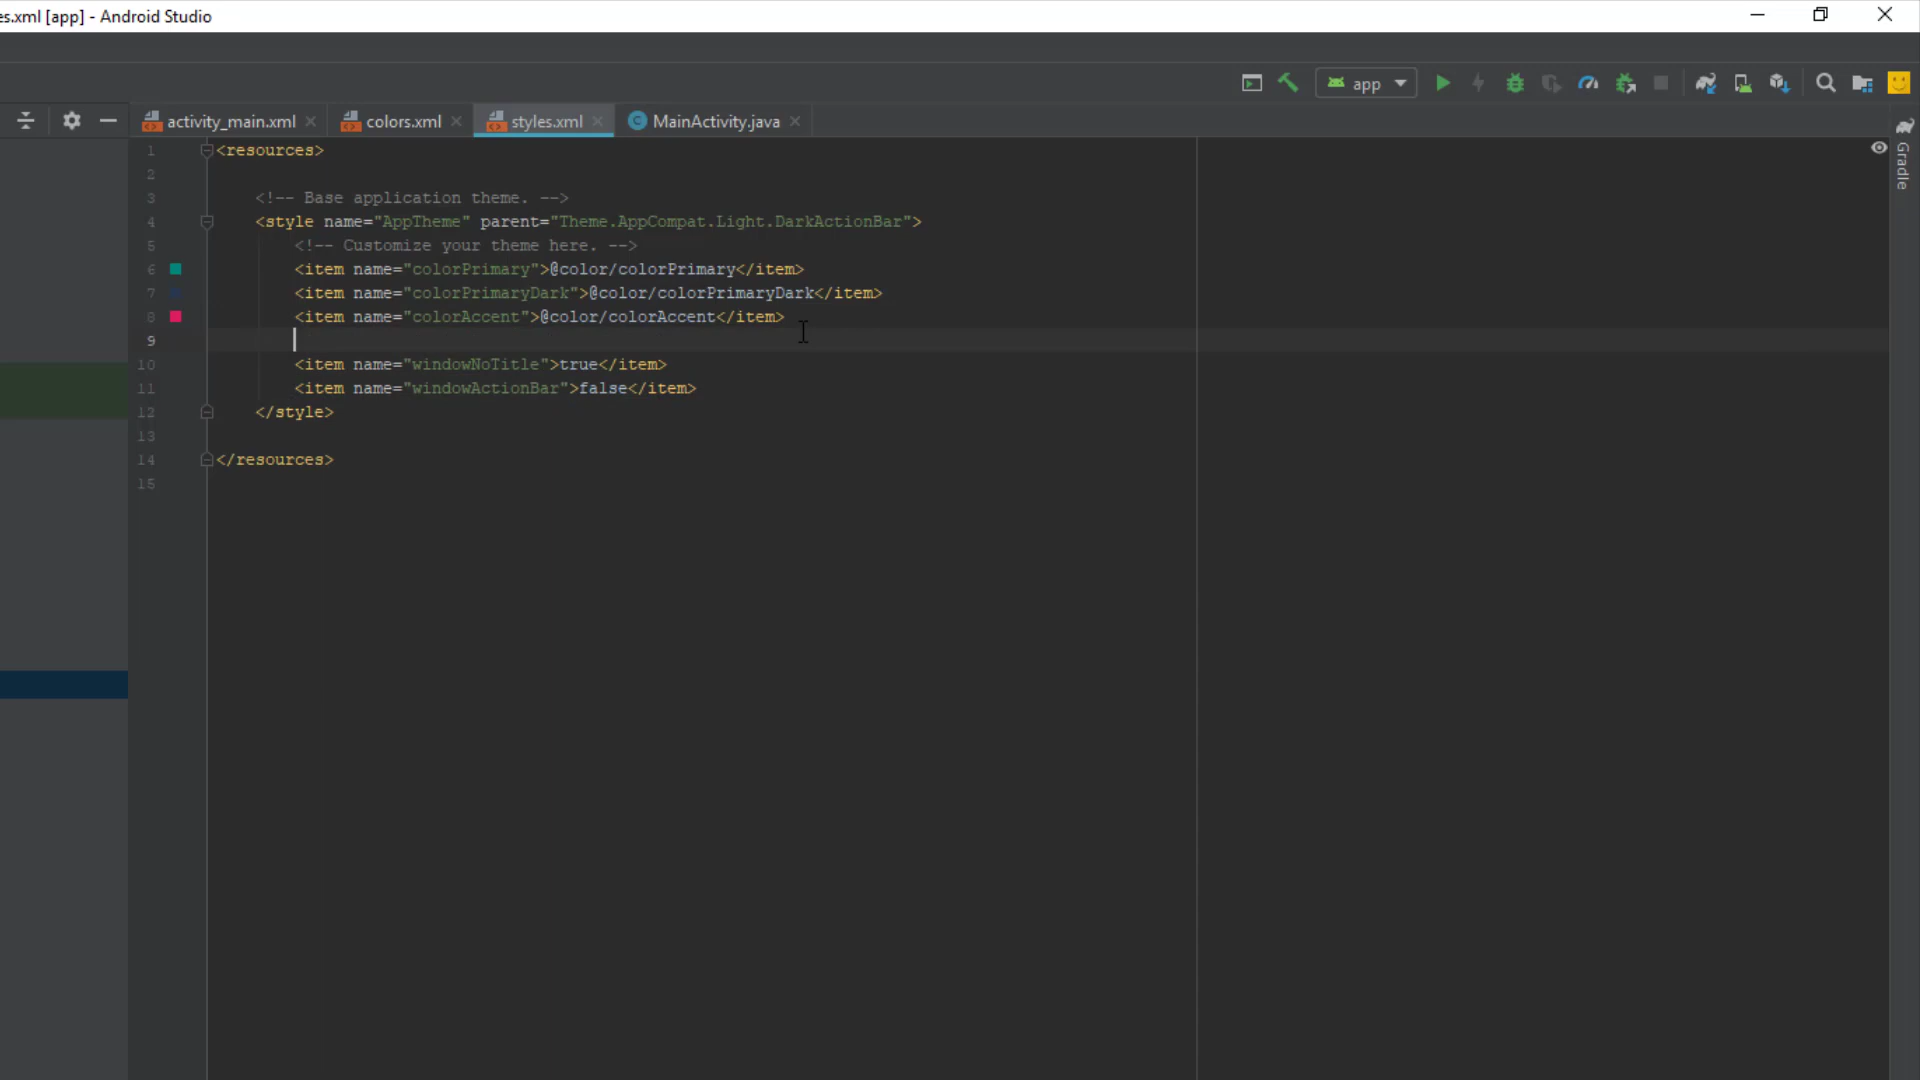 es.xml [app] - Android Studio
app
activity_main.xml
colors.xml
styles.xml
MainActivity.java
Gradle
1 <resources>
2
3 <!-- Base application theme. -->
4 <style name="AppTheme" parent="Theme.AppCompat.Light.DarkActionBar">
5 <!-- Customize your theme here. -->
6 <item name="colorPrimary">@color/colorPrimary</item>
7 <item name="colorPrimaryDark">@color/colorPrimaryDark</item>
8 <item name="colorAccent">@color/colorAccent</item>
9
10 <item name="windowNoTitle">true</item>
11 <item name="windowActionBar">false</item>
12 </style>
13
14 </resources>
15